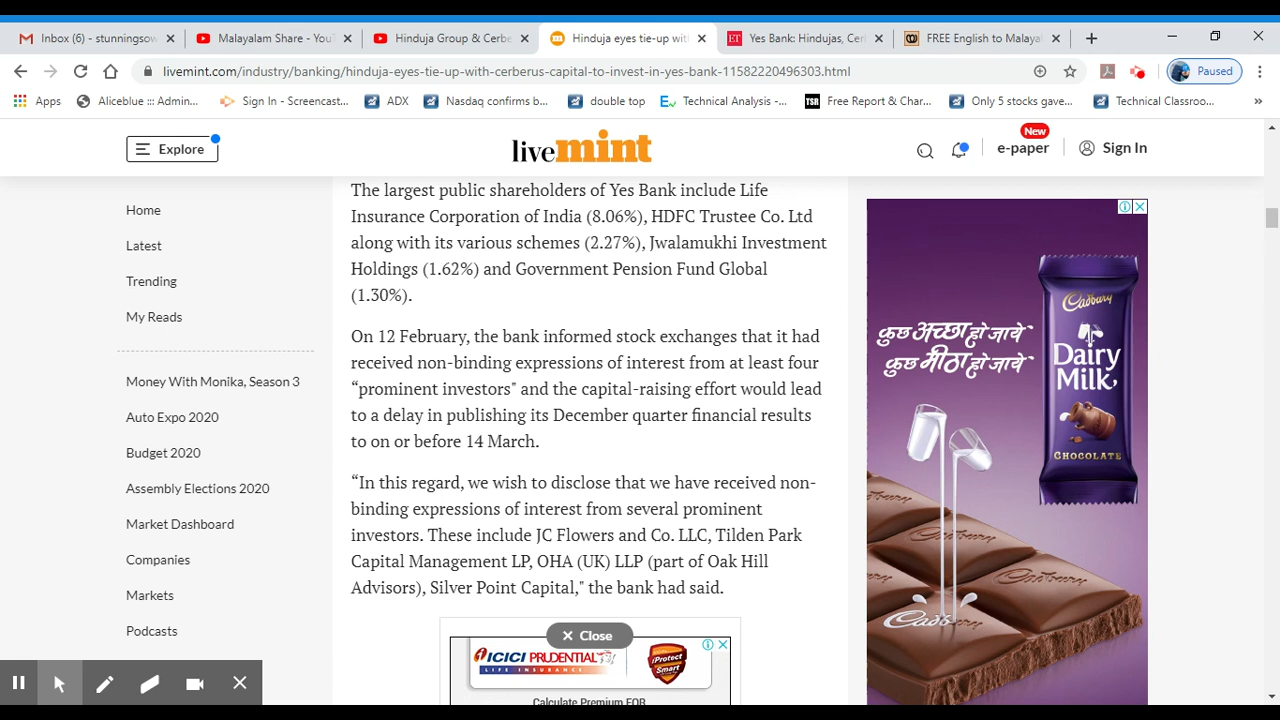 Inbox (6) - stunningsow
Malayalam Share - You
Hinduja Group & Cerbe
Hinduja eyes tie-up with
Yes Bank: Hindujas, Cer
FREE English to Malaya
livemint.com/industry/banking/hinduja-eyes-tie-up-with-cerberus-capital-to-invest-in-yes-bank-11582220496303.html
Paused
Apps
Aliceblue ::: Admin...
Sign In - Screencast...
ADX
Nasdaq confirms b...
double top
Technical Analysis -...
TSR
Free Report & Char...
Only 5 stocks gave...
Technical Classroo...
»
Explore
livemint
New
e-paper
Sign In
Home
Latest
Trending
My Reads
Money With Monika, Season 3
Auto Expo 2020
Budget 2020
Assembly Elections 2020
Market Dashboard
Companies
Markets
Podcasts
The largest public shareholders of Yes Bank include Life
Insurance Corporation of India (8.06%), HDFC Trustee Co. Ltd
along with its various schemes (2.27%), Jwalamukhi Investment
Holdings (1.62%) and Government Pension Fund Global
(1.30%).
On 12 February, the bank informed stock exchanges that it had
received non-binding expressions of interest from at least four
“prominent investors" and the capital-raising effort would lead
to a delay in publishing its December quarter financial results
to on or before 14 March.
“In this regard, we wish to disclose that we have received non-
binding expressions of interest from several prominent
investors. These include JC Flowers and Co. LLC, Tilden Park
Capital Management LP, OHA (UK) LLP (part of Oak Hill
Advisors), Silver Point Capital," the bank had said.
✕ Close
ICICI PRUDENTIAL
LIFE INSURANCE
iProtect
Smart
Calculate Premium FOR
कुछ अच्छा हो जाये
कुछ मीठा हो जाये
Cadbury
Dairy
Milk
CHOCOLATE